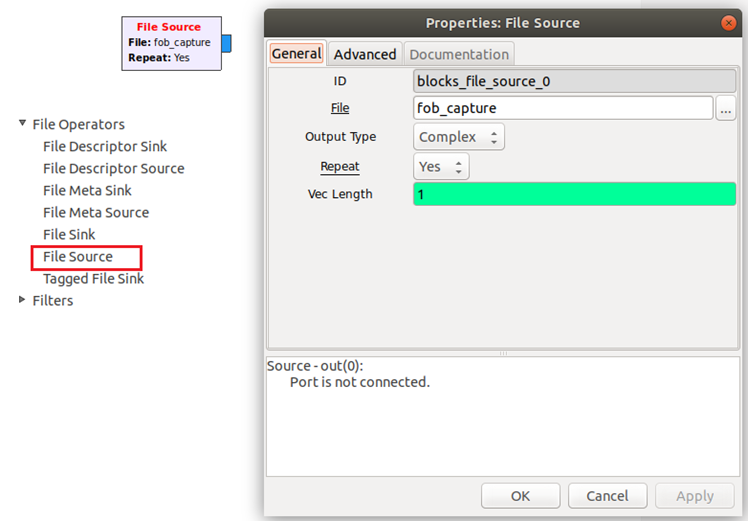 File Source
File: fob_capture
Repeat: Yes
File Operators
File Descriptor Sink
File Descriptor Source
File Meta Sink
File Meta Source
File Sink
File Source
Tagged File Sink
Filters
Properties: File Source
General Advanced Documentation
ID blocks_file_source_0
File fob_capture ...
Output Type Complex
Repeat Yes
Vec Length 1
Source - out(0):
Port is not connected.
OK Cancel Apply